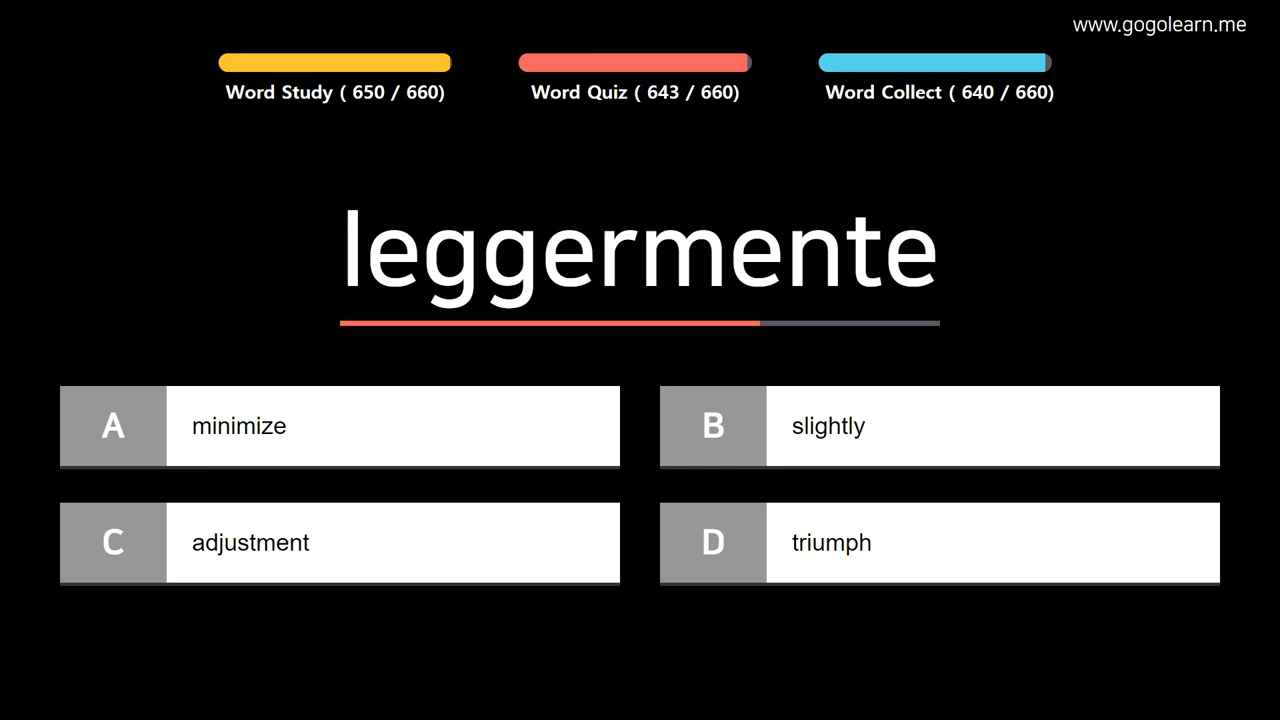 www.gogolearn.me
Word Study ( 650 / 660)
Word Quiz ( 643 / 660)
Word Collect ( 640 / 660)
leggermente
A minimize
B slightly
C adjustment
D triumph